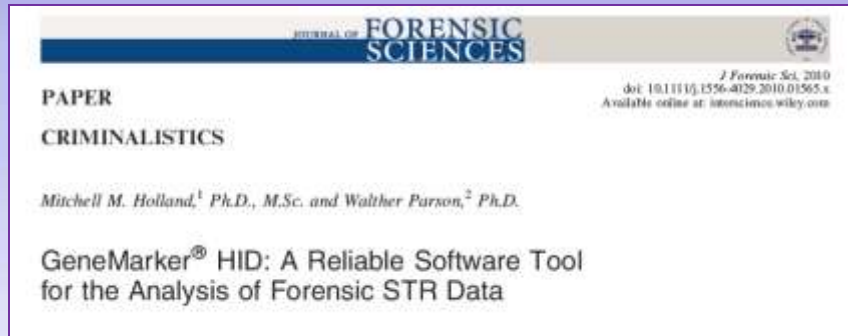 JOURNAL OF FORENSIC
SCIENCES
J Forensic Sci, 2010
doi: 10.1111/j.1556-4029.2010.01565.x
Available online at: interscience.wiley.com
PAPER
CRIMINALISTICS
Mitchell M. Holland,¹ Ph.D., M.Sc. and Walther Parson,² Ph.D.
GeneMarker® HID: A Reliable Software Tool
for the Analysis of Forensic STR Data